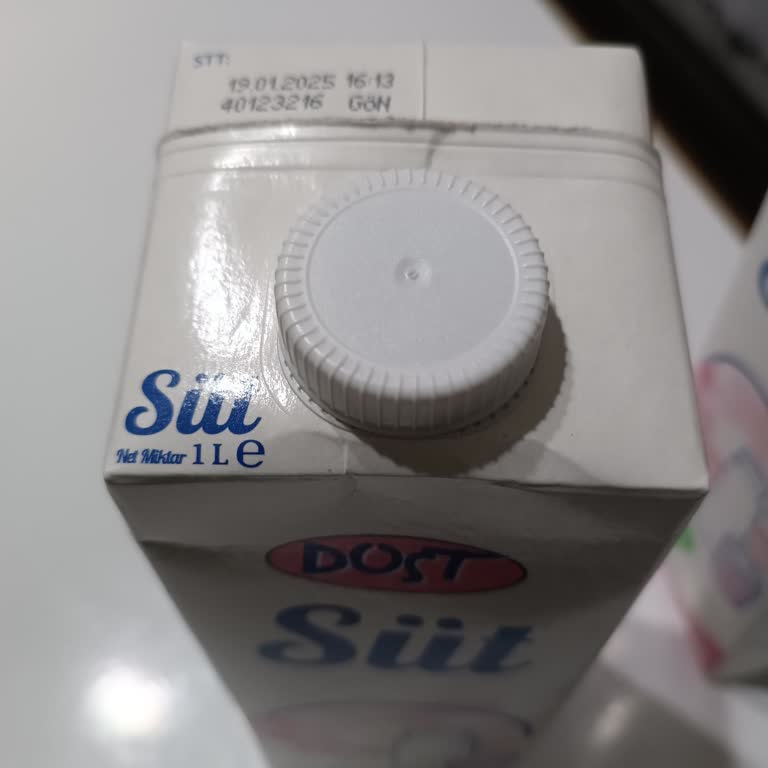 STT:
19.01.2025 16:13
40123216 GÖN
Süt
Net Miktar 1 L e
DOST
Süt